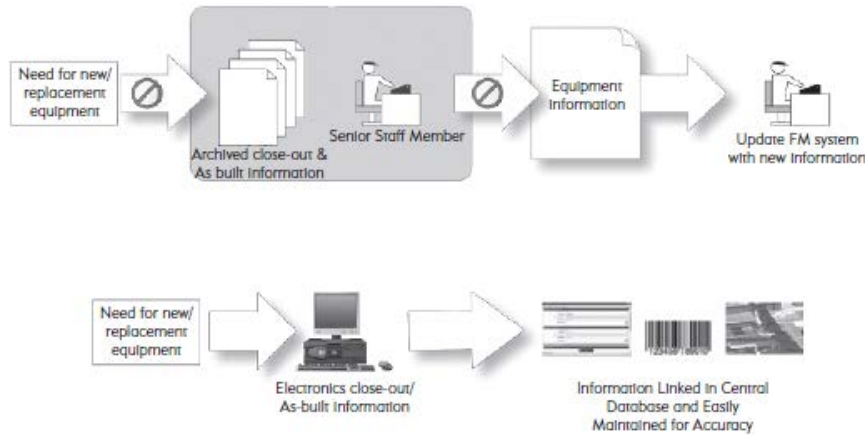 Need for new/
replacement
equipment
Archived close-out &
As built information
Senior Staff Member
Equipment
information
Update FM system
with new information
Need for new/
replacement
equipment
Electronics close-out/
As-built information
Information Linked in Central
Database and Easily
Maintained for Accuracy